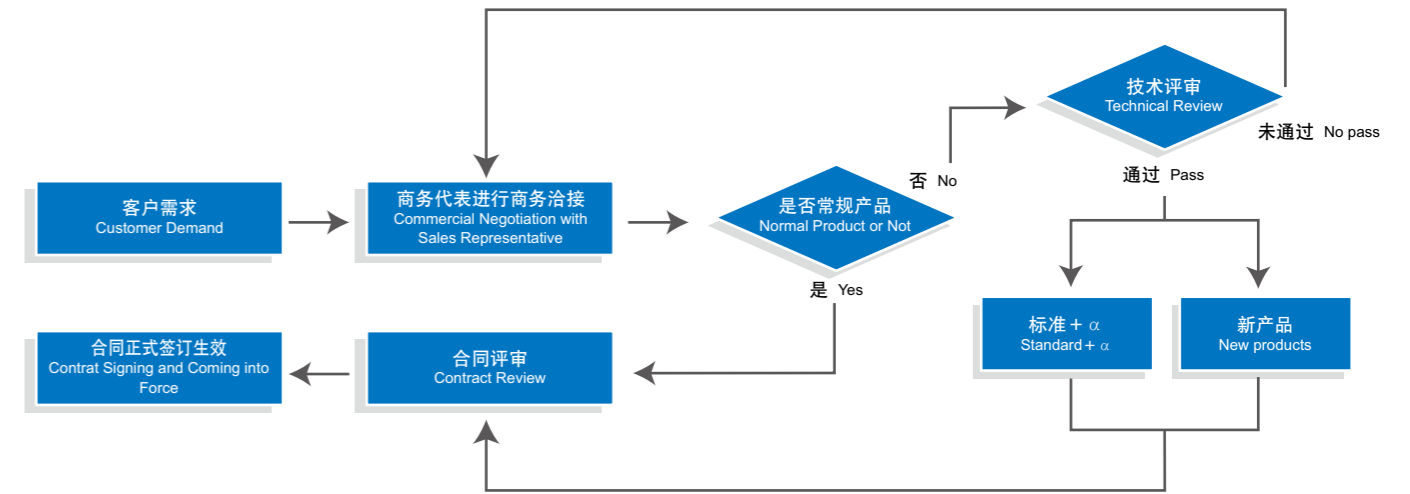 技术评审
Technical Review
未通过 No pass
通过 Pass
否 No
客户需求
Customer Demand
商务代表进行商务洽接
Commercial Negotiation with
Sales Representative
是否常规产品
Normal Product or Not
是 Yes
标准+ α
Standard+ α
新产品
New products
合同正式签订生效
Contrat Signing and Coming into
Force
合同评审
Contract Review